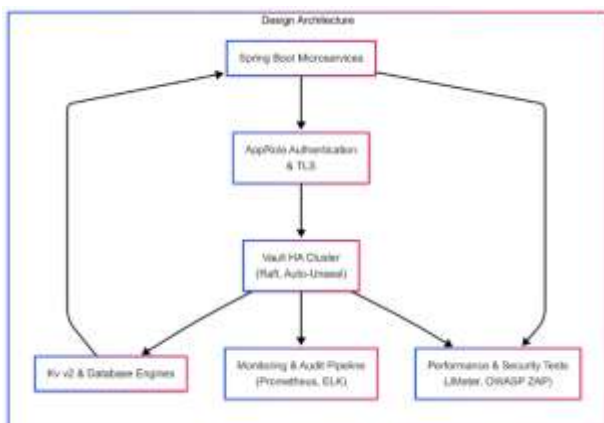 Design Architecture
Spring Boot Microservices
AppRole Authentication
& TLS
Vault HA Cluster
(Raft, Auto-Unseal)
Kv v2 & Database Engines
Monitoring & Audit Pipeline
(Prometheus, ELK)
Performance & Security Tests
(JMeter, OWASP ZAP)